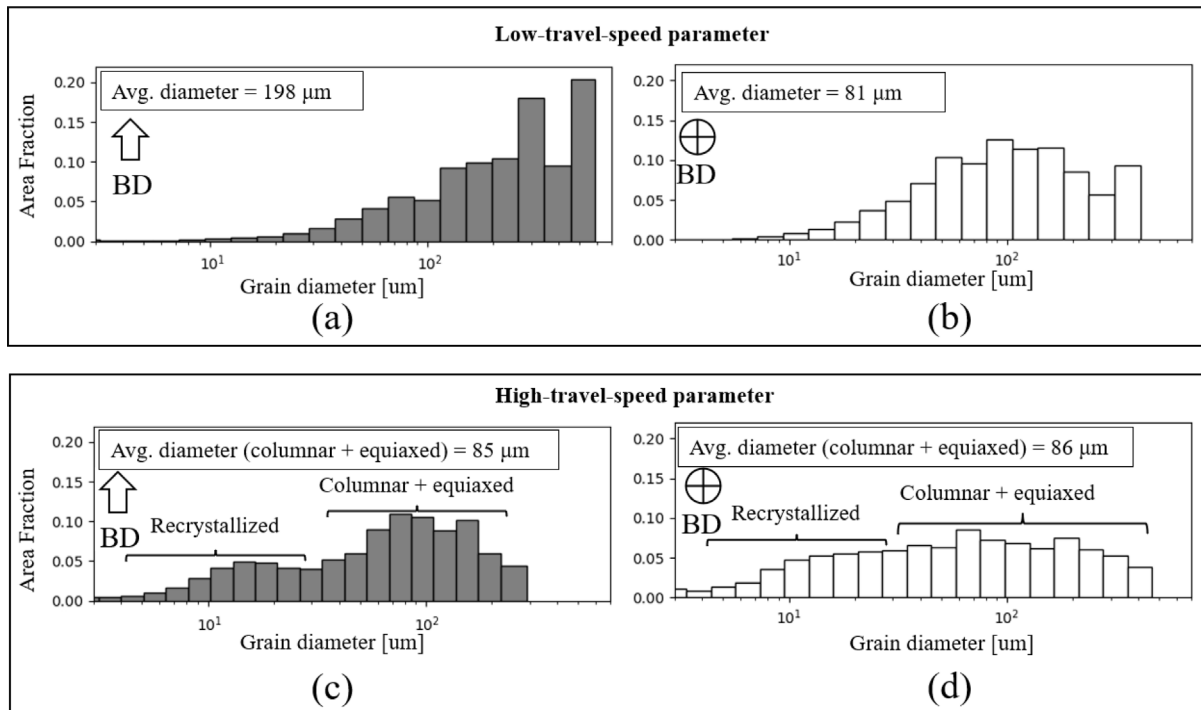 Low-travel-speed parameter
Avg. diameter = 198 μm
BD
Area Fraction
0.20
0.15
0.10
0.05
0.00
10¹
10²
Grain diameter [um]
(a)
Avg. diameter = 81 μm
BD
0.20
0.15
0.10
0.05
0.00
10¹
10²
Grain diameter [um]
(b)
High-travel-speed parameter
Avg. diameter (columnar + equiaxed) = 85 μm
BD
Recrystallized
Columnar + equiaxed
Area Fraction
0.20
0.15
0.10
0.05
0.00
10¹
10²
Grain diameter [um]
(c)
Avg. diameter (columnar + equiaxed) = 86 μm
BD
Recrystallized
Columnar + equiaxed
0.20
0.15
0.10
0.05
0.00
10¹
10²
Grain diameter [um]
(d)